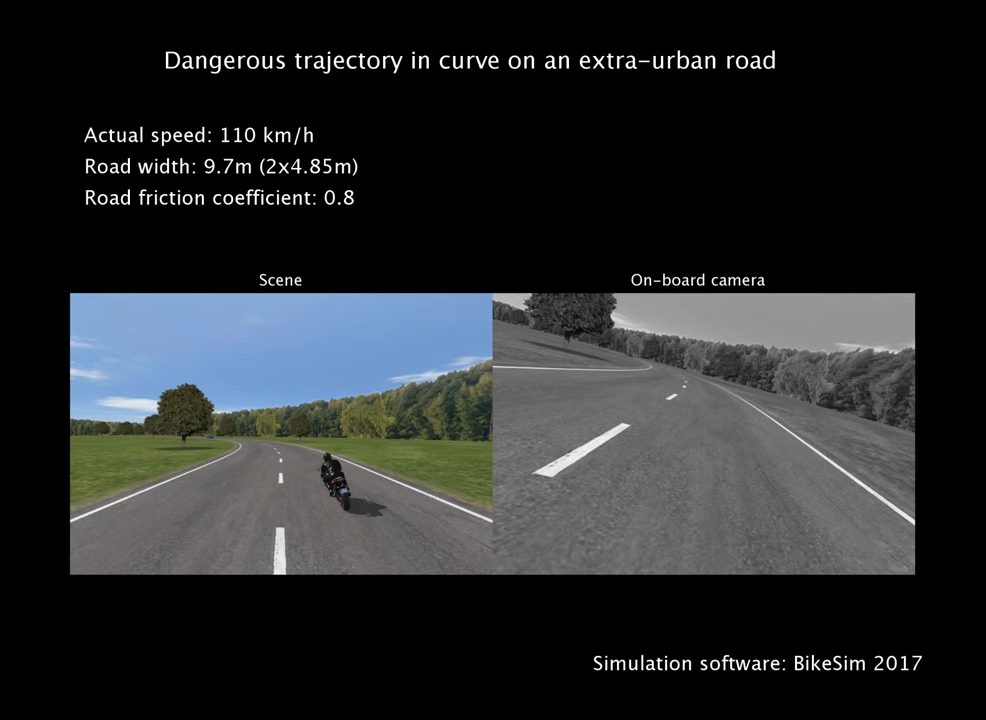 Dangerous trajectory in curve on an extra-urban road
Actual speed: 110 km/h
Road width: 9.7m (2x4.85m)
Road friction coefficient: 0.8
Scene
On-board camera
Simulation software: BikeSim 2017